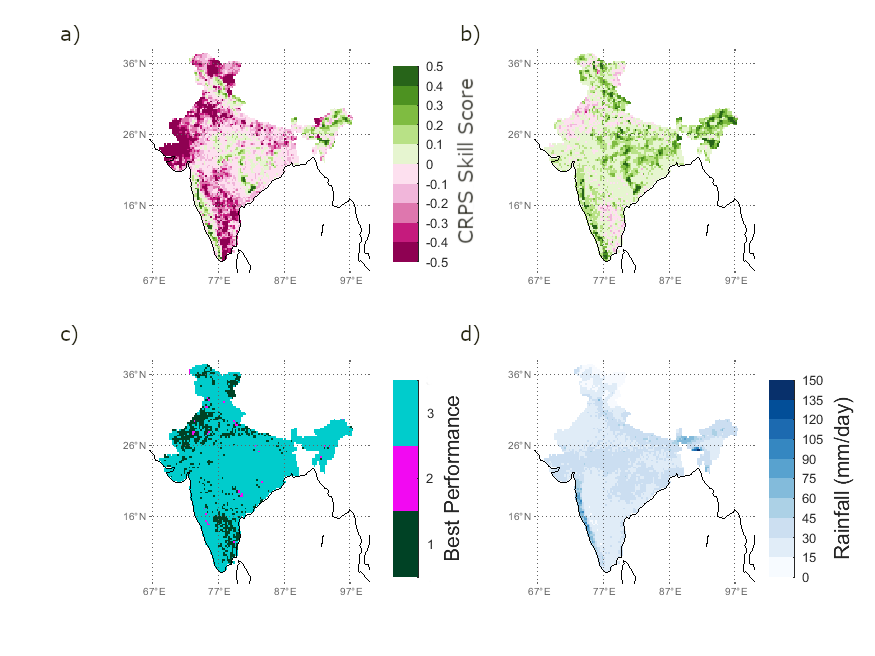 a)
36°N
26°N
16°N
67°E 77°E 87°E 97°E
0.5
0.4
0.3
0.2
0.1
0
-0.1
-0.2
-0.3
-0.4
-0.5
CRPS Skill Score
b)
36°N
26°N
16°N
67°E 77°E 87°E 97°E
c)
36°N
26°N
16°N
67°E 77°E 87°E 97°E
3
2
1
Best Performance
d)
36°N
26°N
16°N
67°E 77°E 87°E 97°E
150
135
120
105
90
75
60
45
30
15
0
Rainfall (mm/day)